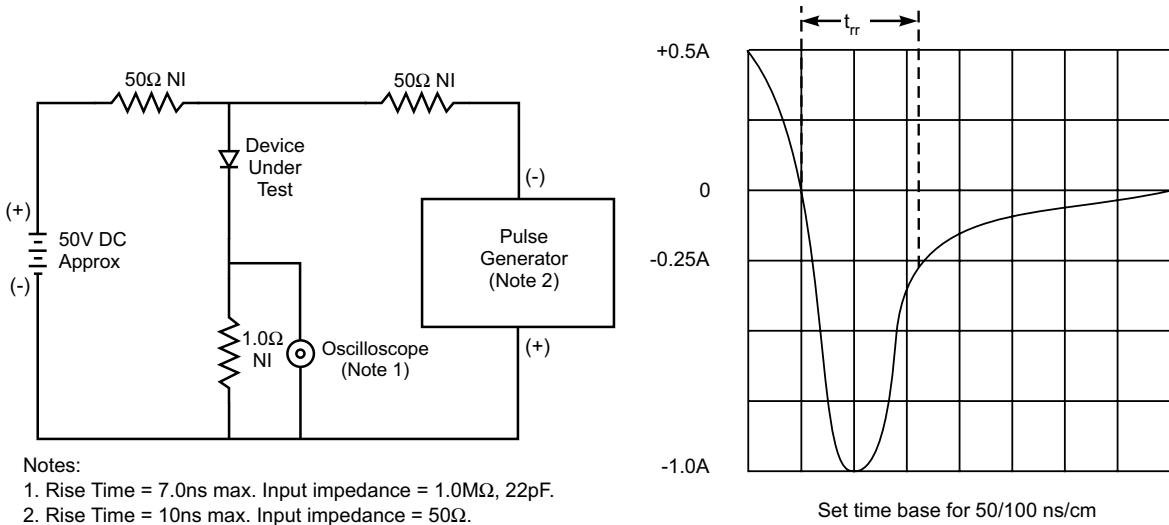 50Ω NI
50Ω NI
Device
Under
Test
(+)
50V DC
Approx
(-)
(-)
Pulse
Generator
(Note 2)
(+)
1.0Ω
NI
Oscilloscope
(Note 1)
Notes:
1. Rise Time = 7.0ns max. Input impedance = 1.0MΩ, 22pF.
2. Rise Time = 10ns max. Input impedance = 50Ω.
trr
+0.5A
0
-0.25A
-1.0A
Set time base for 50/100 ns/cm